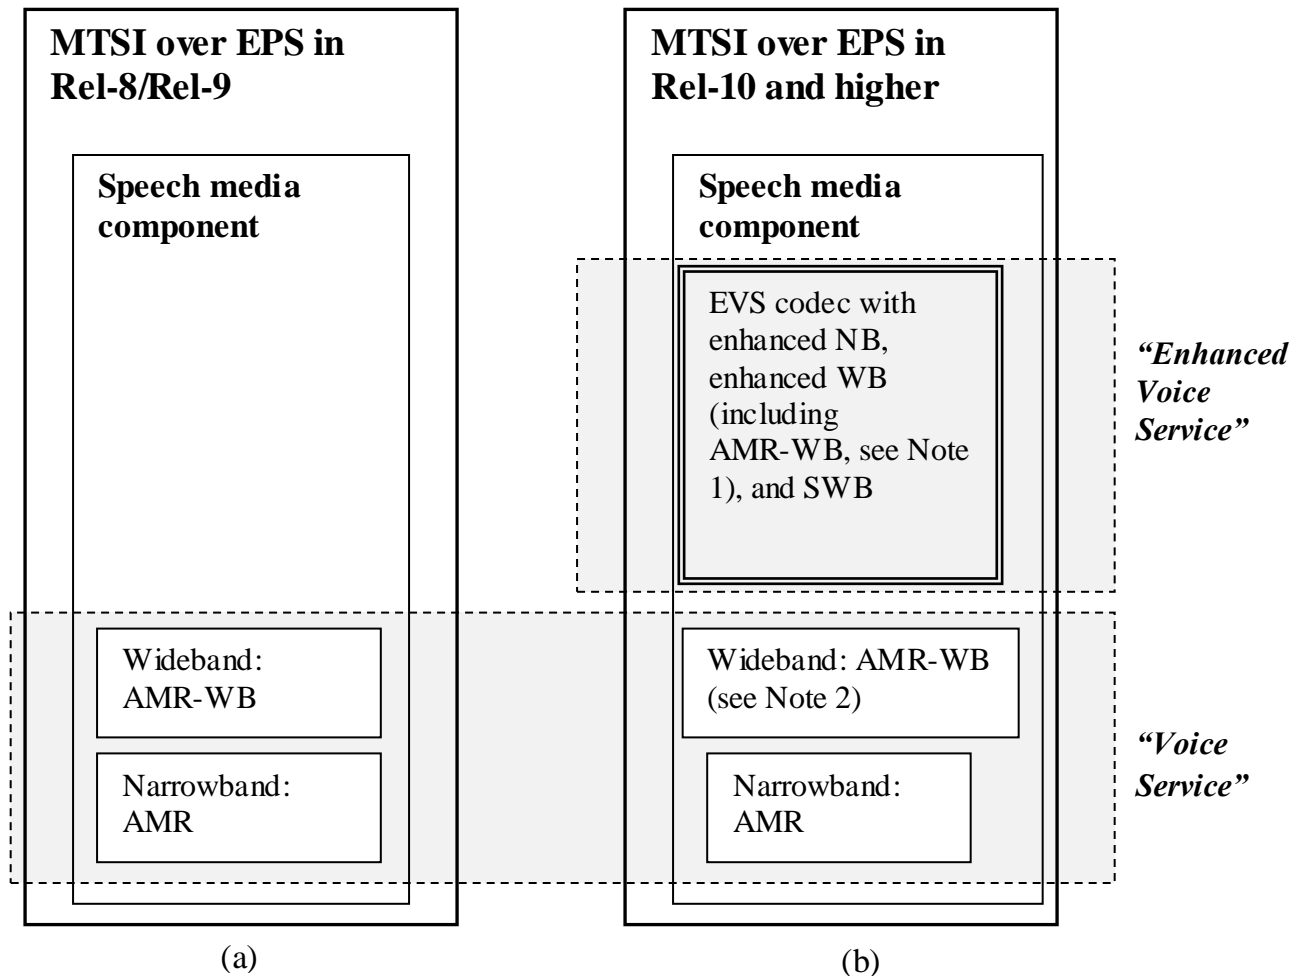 MTSI over EPS in
Rel-8/Rel-9
Speech media
component
Wideband:
AMR-WB
Narrowband:
AMR
(a)
MTSI over EPS in
Rel-10 and higher
Speech media
component
EVS codec with
enhanced NB,
enhanced WB
(including
AMR-WB, see Note
1), and SWB
Wideband: AMR-WB
(see Note 2)
Narrowband:
AMR
(b)
“Enhanced
Voice
Service”
“Voice
Service”